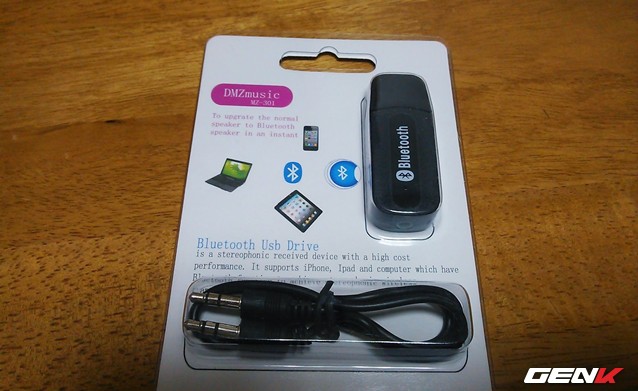 DMZmusic
MZ-301
To upgrate the normal
speaker to Bluetooth
speaker in an instant
Bluetooth
Bluetooth Usb Drive
is a stereophonic received device with a high cost
performance. It supports iPhone, Ipad and computer which have
GENK